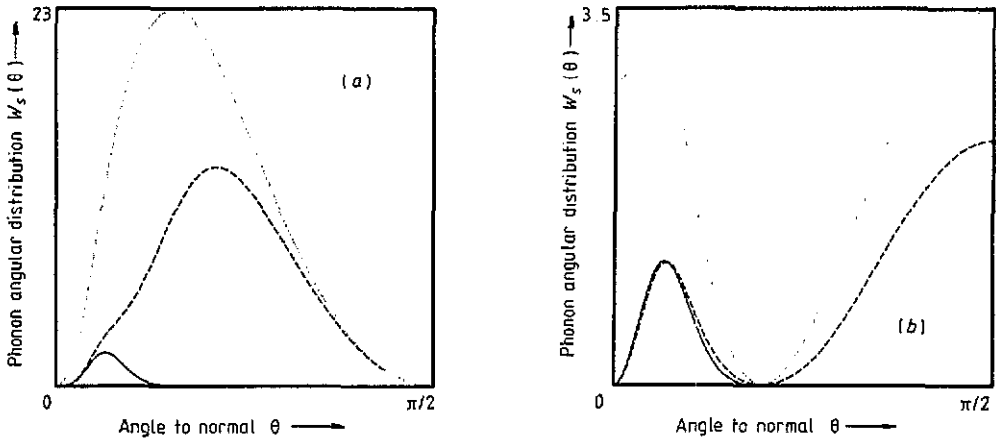 23
Phonon angular distribution W_s (θ) ⟶
(a)
0
π/2
Angle to normal θ ⟶
3.5
Phonon angular distribution W_s (θ) ⟶
(b)
0
π/2
Angle to normal θ ⟶